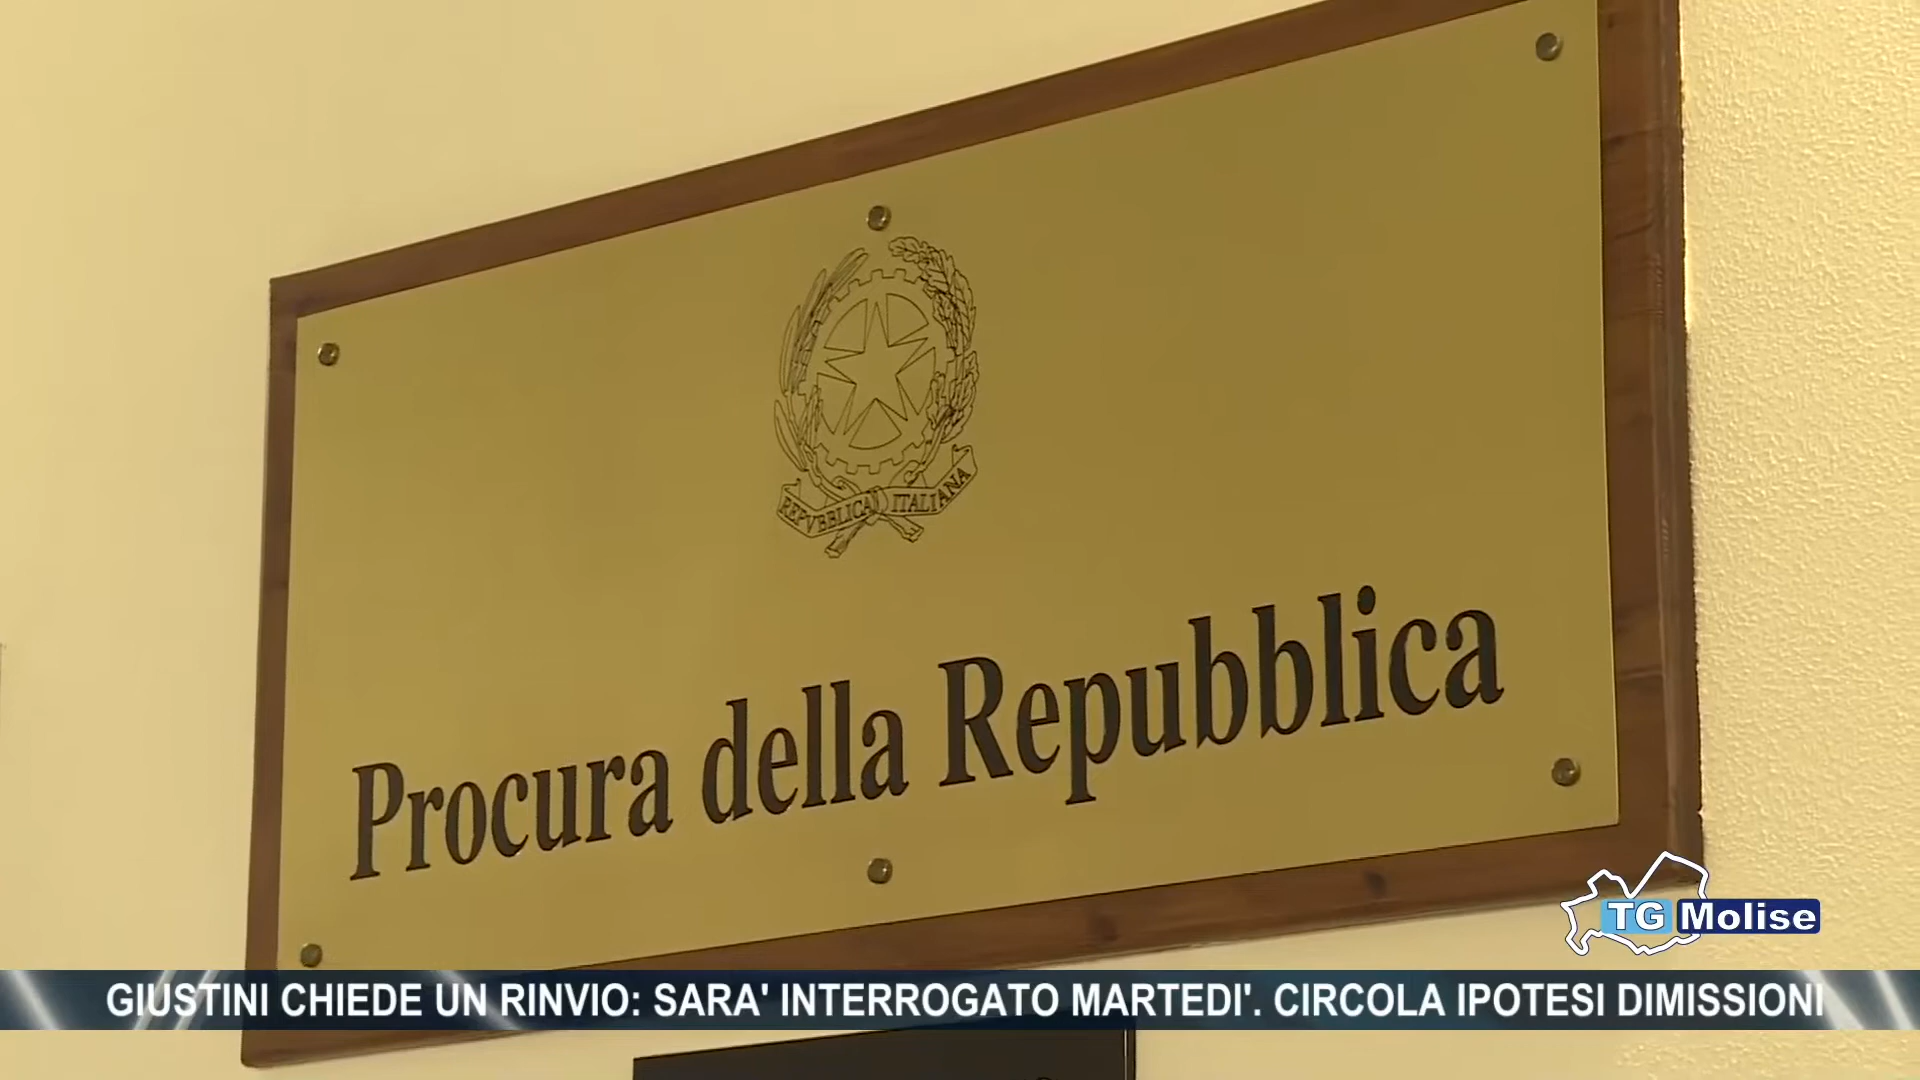 REPVBBLICA ITALIANA
Procura della Repubblica
TG Molise
GIUSTINI CHIEDE UN RINVIO: SARA' INTERROGATO MARTEDI'. CIRCOLA IPOTESI DIMISSIONI